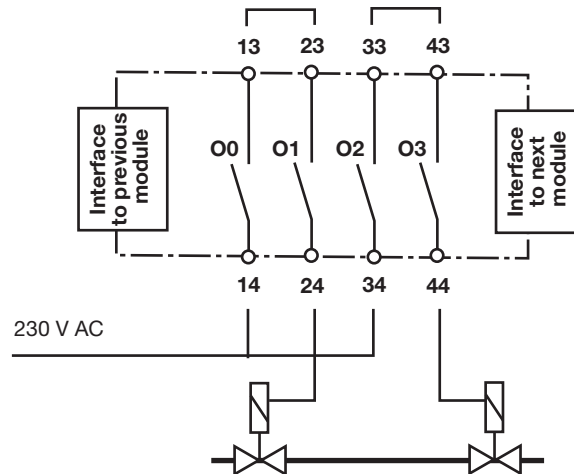 13 23 33 43
Interface
to previous
module
O0 O1 O2 O3
Interface
to next
module
14 24 34 44
230 V AC